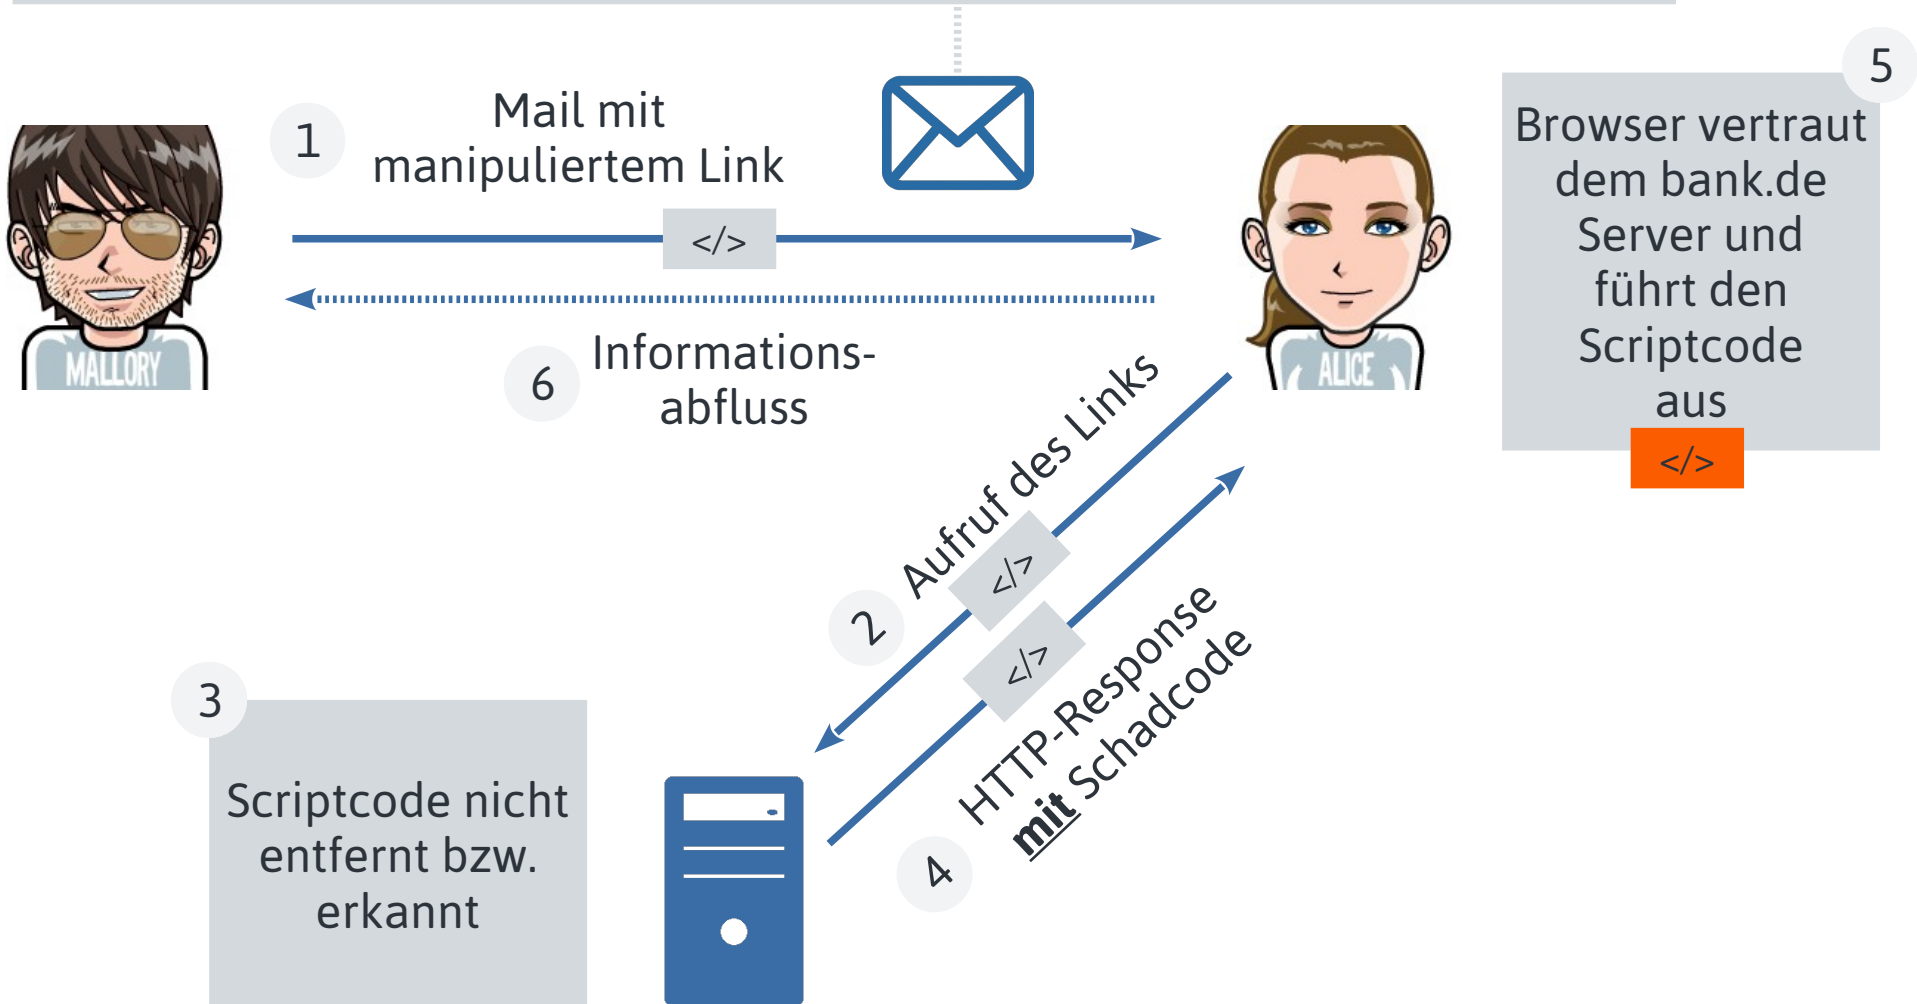 1
Mail mit
manipuliertem Link
</>
MALLORY
ALICE
6
Informations-
abfluss
2
Aufruf des Links
</>
3
Scriptcode nicht
entfernt bzw.
erkannt
4
HTTP-Response
mit Schadcode
</>
5
Browser vertraut
dem bank.de
Server und
führt den
Scriptcode
aus
</>